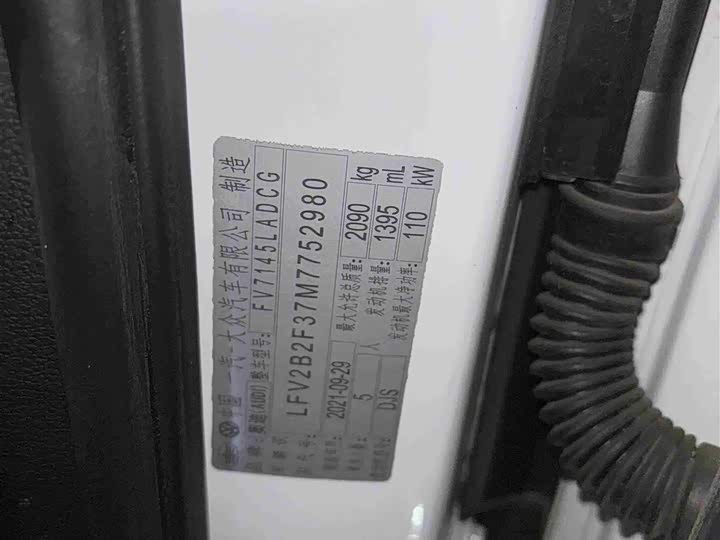 中国 一汽-大众汽车有限公司 制造
品牌: 奥迪(AUDI) 整车型号: FV7145LADCG
LFV2B2F37M7752980
2021-09-29 最大允许总质量: 2090 kg
5 人 发动机排量: 1395 mL
DJS 发动机最大净功率: 110 kW